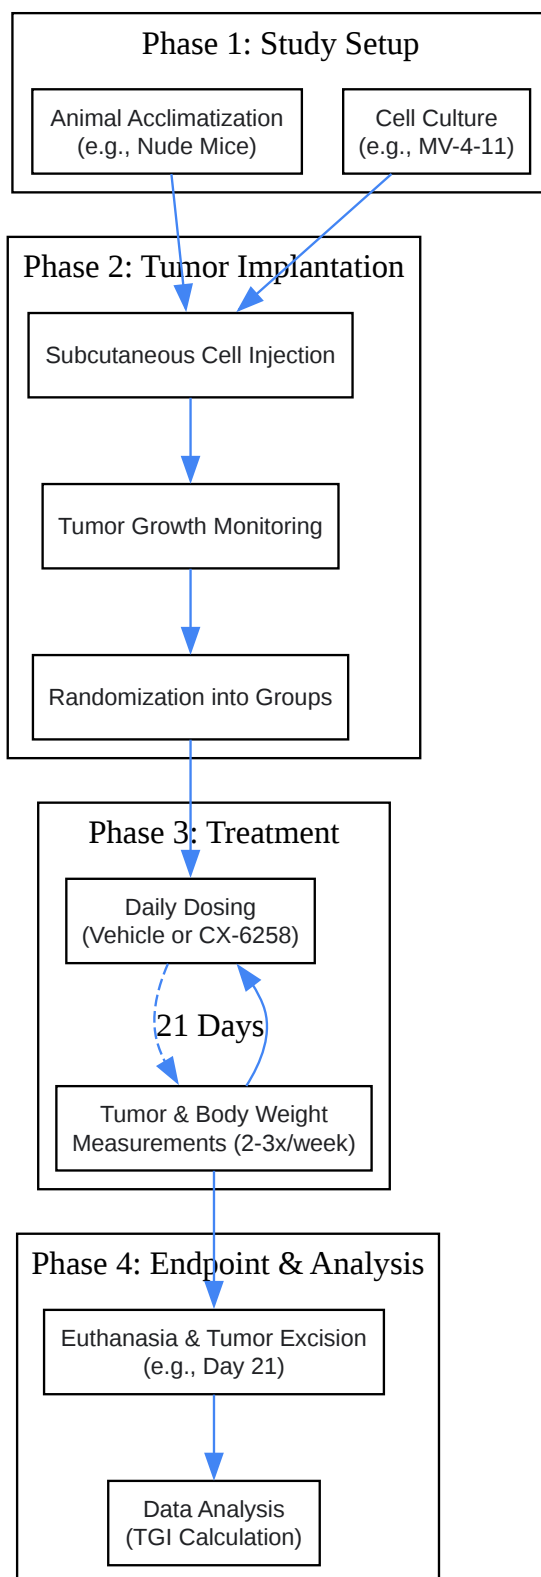 Phase 1: Study Setup
Animal Acclimatization
(e.g., Nude Mice)
Cell Culture
(e.g., MV-4-11)
Phase 2: Tumor Implantation
Subcutaneous Cell Injection
Tumor Growth Monitoring
Randomization into Groups
Phase 3: Treatment
Daily Dosing
(Vehicle or CX-6258)
21 Days
Tumor & Body Weight
Measurements (2-3x/week)
Phase 4: Endpoint & Analysis
Euthanasia & Tumor Excision
(e.g., Day 21)
Data Analysis
(TGI Calculation)